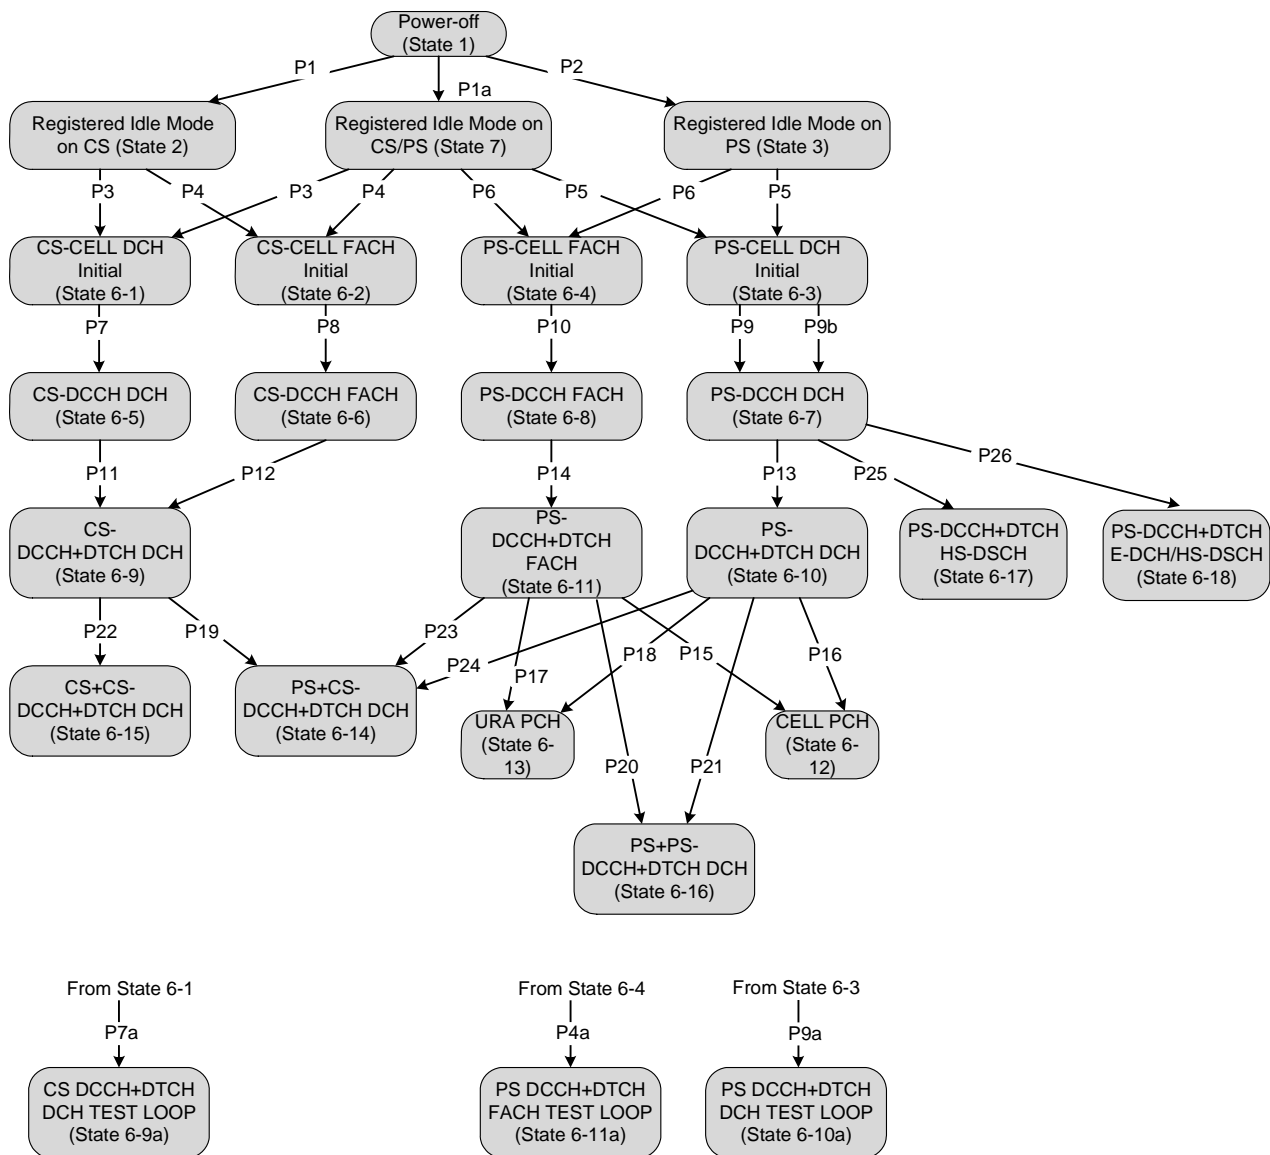 Power-off
(State 1)
P1
P1a
P2
Registered Idle Mode
on CS (State 2)
Registered Idle Mode on
CS/PS (State 7)
Registered Idle Mode on
PS (State 3)
P3
P4
P3
P4
P6
P5
P6
P5
CS-CELL DCH
Initial
(State 6-1)
CS-CELL FACH
Initial
(State 6-2)
PS-CELL FACH
Initial
(State 6-4)
PS-CELL DCH
Initial
(State 6-3)
P7
P8
P10
P9
P9b
CS-DCCH DCH
(State 6-5)
CS-DCCH FACH
(State 6-6)
PS-DCCH FACH
(State 6-8)
PS-DCCH DCH
(State 6-7)
P11
P12
P14
P13
P25
P26
CS-
DCCH+DTCH DCH
(State 6-9)
PS-
DCCH+DTCH
FACH
(State 6-11)
PS-
DCCH+DTCH DCH
(State 6-10)
PS-DCCH+DTCH
HS-DSCH
(State 6-17)
PS-DCCH+DTCH
E-DCH/HS-DSCH
(State 6-18)
P22
P19
P23
P24
P17
P18
P15
P16
CS+CS-
DCCH+DTCH DCH
(State 6-15)
PS+CS-
DCCH+DTCH DCH
(State 6-14)
URA PCH
(State 6-
13)
CELL PCH
(State 6-
12)
P20
P21
PS+PS-
DCCH+DTCH DCH
(State 6-16)
From State 6-1
P7a
CS DCCH+DTCH
DCH TEST LOOP
(State 6-9a)
From State 6-4
P4a
PS DCCH+DTCH
FACH TEST LOOP
(State 6-11a)
From State 6-3
P9a
PS DCCH+DTCH
DCH TEST LOOP
(State 6-10a)